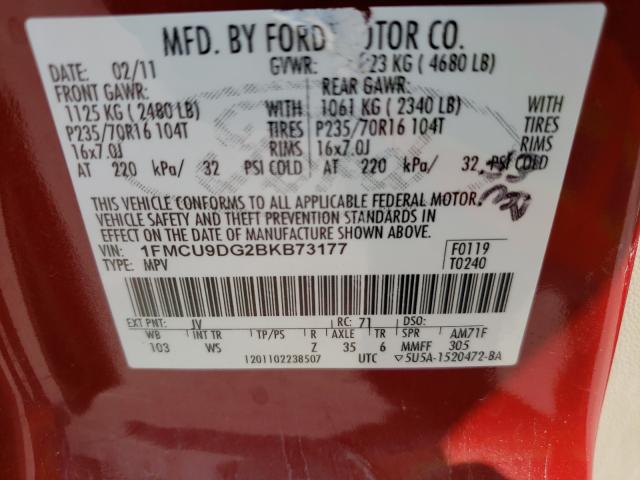 MFD. BY FORD MOTOR CO.
DATE: 02/11 GVWR: 23 KG ( 4680 LB)
FRONT GAWR: REAR GAWR:
1125 KG ( 2480 LB) WITH 1061 KG ( 2340 LB) WITH
P235/70R16 104T TIRES P235/70R16 104T TIRES
16x7.0J RIMS 16x7.0J RIMS
AT 220 kPa/ 32 PSI COLD AT 220 kPa/ 32 PSI COLD
THIS VEHICLE CONFORMS TO ALL APPLICABLE FEDERAL MOTOR
VEHICLE SAFETY AND THEFT PREVENTION STANDARDS IN
EFFECT ON THE DATE OF MANUFACTURE SHOWN ABOVE.
VIN: 1FMCU9DG2BKB73177 F0119
TYPE: MPV T0240
EXT PNT: JV RC: 71 DSO:
WB INT TR TP/PS R AXLE TR SPR AM71F
103 WS Z 35 6 MMFF 305
1201102238507 UTC ▽5U5A-1520472-BA